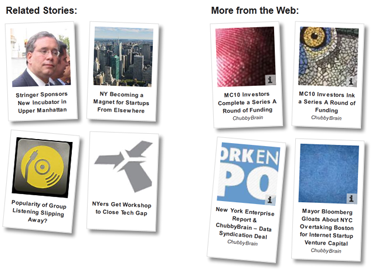 Related Stories:
More from the Web:
Stringer Sponsors
New Incubator in
Upper Manhattan
NY Becoming a
Magnet for Startups
From Elsewhere
MC10 Investors
Complete a Series A
Round of Funding
ChubbyBrain
MC10 Investors Ink
a Series A Round of
Funding
ChubbyBrain
Popularity of Group
Listening Slipping
Away?
NYers Get Workshop
to Close Tech Gap
ORKEN
PO
New York Enterprise
Report &
ChubbyBrain – Data
Syndication Deal
ChubbyBrain
Mayor Bloomberg
Gloats About NYC
Overtaking Boston
for Internet Startup
Venture Capital
ChubbyBrain